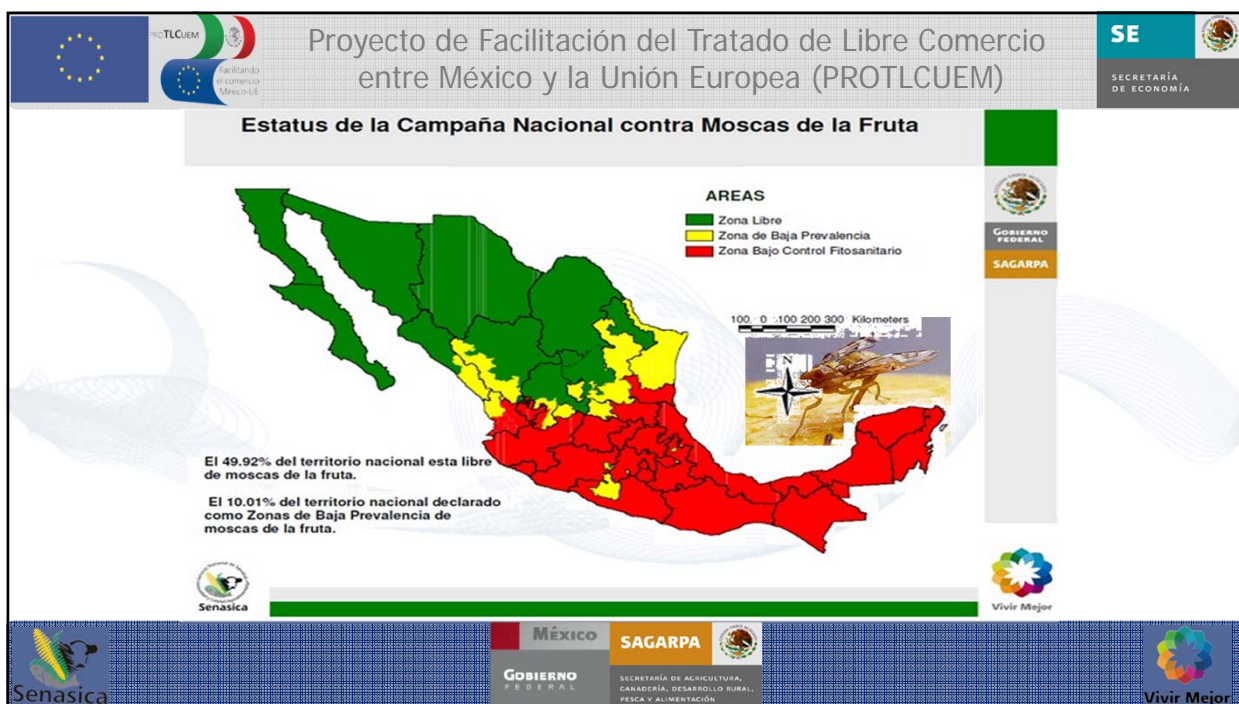 PROTLCUEM
Facilitando
el comercio
México-UE
Proyecto de Facilitación del Tratado de Libre Comercio
entre México y la Unión Europea (PROTLCUEM)
SE
SECRETARÍA
DE ECONOMÍA
Estatus de la Campaña Nacional contra Moscas de la Fruta
AREAS
Zona Libre
Zona de Baja Prevalencia
Zona Bajo Control Fitosanitario
GOBIERNO
FEDERAL
SAGARPA
100 0 100 200 300 Kilometers
N
El 49.92% del territorio nacional esta libre
de moscas de la fruta.
El 10.01% del territorio nacional declarado
como Zonas de Baja Prevalencia de
moscas de la fruta.
Senasica
Vivir Mejor
Senasica
MÉXICO
GOBIERNO
FEDERAL
SAGARPA
SECRETARÍA DE AGRICULTURA,
GANADERÍA, DESARROLLO RURAL,
PESCA Y ALIMENTACIÓN
Vivir Mejor